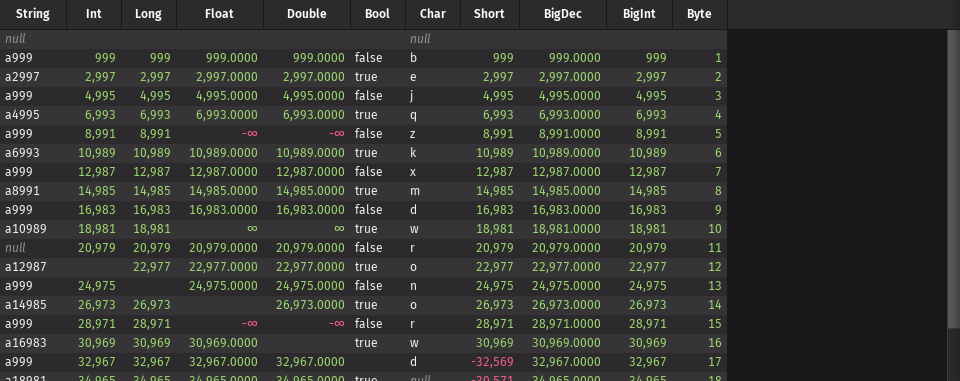 String Int Long Float Double Bool Char Short BigDec BigInt Byte
null null
a999 999 999 999.0000 999.0000 false b 999 999.0000 999 1
a2997 2,997 2,997 2,997.0000 2,997.0000 true e 2,997 2,997.0000 2,997 2
a999 4,995 4,995 4,995.0000 4,995.0000 false j 4,995 4,995.0000 4,995 3
a4995 6,993 6,993 6,993.0000 6,993.0000 true q 6,993 6,993.0000 6,993 4
a999 8,991 8,991 -∞ -∞ false z 8,991 8,991.0000 8,991 5
a6993 10,989 10,989 10,989.0000 10,989.0000 true k 10,989 10,989.0000 10,989 6
a999 12,987 12,987 12,987.0000 12,987.0000 false x 12,987 12,987.0000 12,987 7
a8991 14,985 14,985 14,985.0000 14,985.0000 true m 14,985 14,985.0000 14,985 8
a999 16,983 16,983 16,983.0000 16,983.0000 false d 16,983 16,983.0000 16,983 9
a10989 18,981 18,981 ∞ ∞ true w 18,981 18,981.0000 18,981 10
null 20,979 20,979 20,979.0000 20,979.0000 false r 20,979 20,979.0000 20,979 11
a12987 22,977 22,977.0000 22,977.0000 true o 22,977 22,977.0000 22,977 12
a999 24,975 24,975.0000 24,975.0000 false n 24,975 24,975.0000 24,975 13
a14985 26,973 26,973 26,973.0000 true o 26,973 26,973.0000 26,973 14
a999 28,971 28,971 -∞ -∞ false r 28,971 28,971.0000 28,971 15
a16983 30,969 30,969 30,969.0000 true w 30,969 30,969.0000 30,969 16
a999 32,967 32,967 32,967.0000 32,967.0000 d -32,569 32,967.0000 32,967 17
a18981 34,965 34,965 34,965.0000 34,965.0000 true null -30,571 34,965.0000 34,965 18